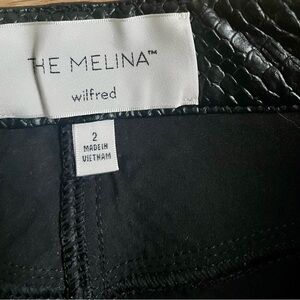 THE MELINA™
wilfred
2
MADE IN
VIETNAM